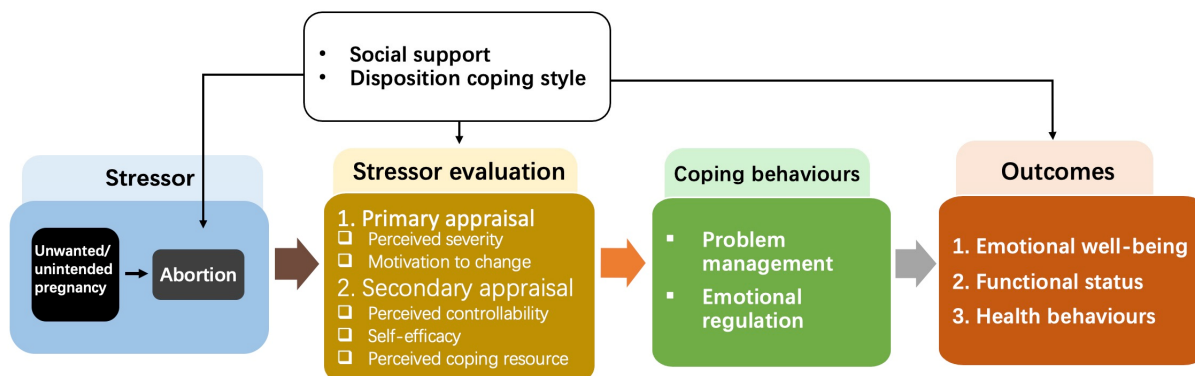 • Social support
• Disposition coping style
Stressor
Unwanted/
unintended
pregnancy
Abortion
Stressor evaluation
1. Primary appraisal
❑ Perceived severity
❑ Motivation to change
2. Secondary appraisal
❑ Perceived controllability
❑ Self-efficacy
❑ Perceived coping resource
Coping behaviours
▪ Problem
management
▪ Emotional
regulation
Outcomes
1. Emotional well-being
2. Functional status
3. Health behaviours